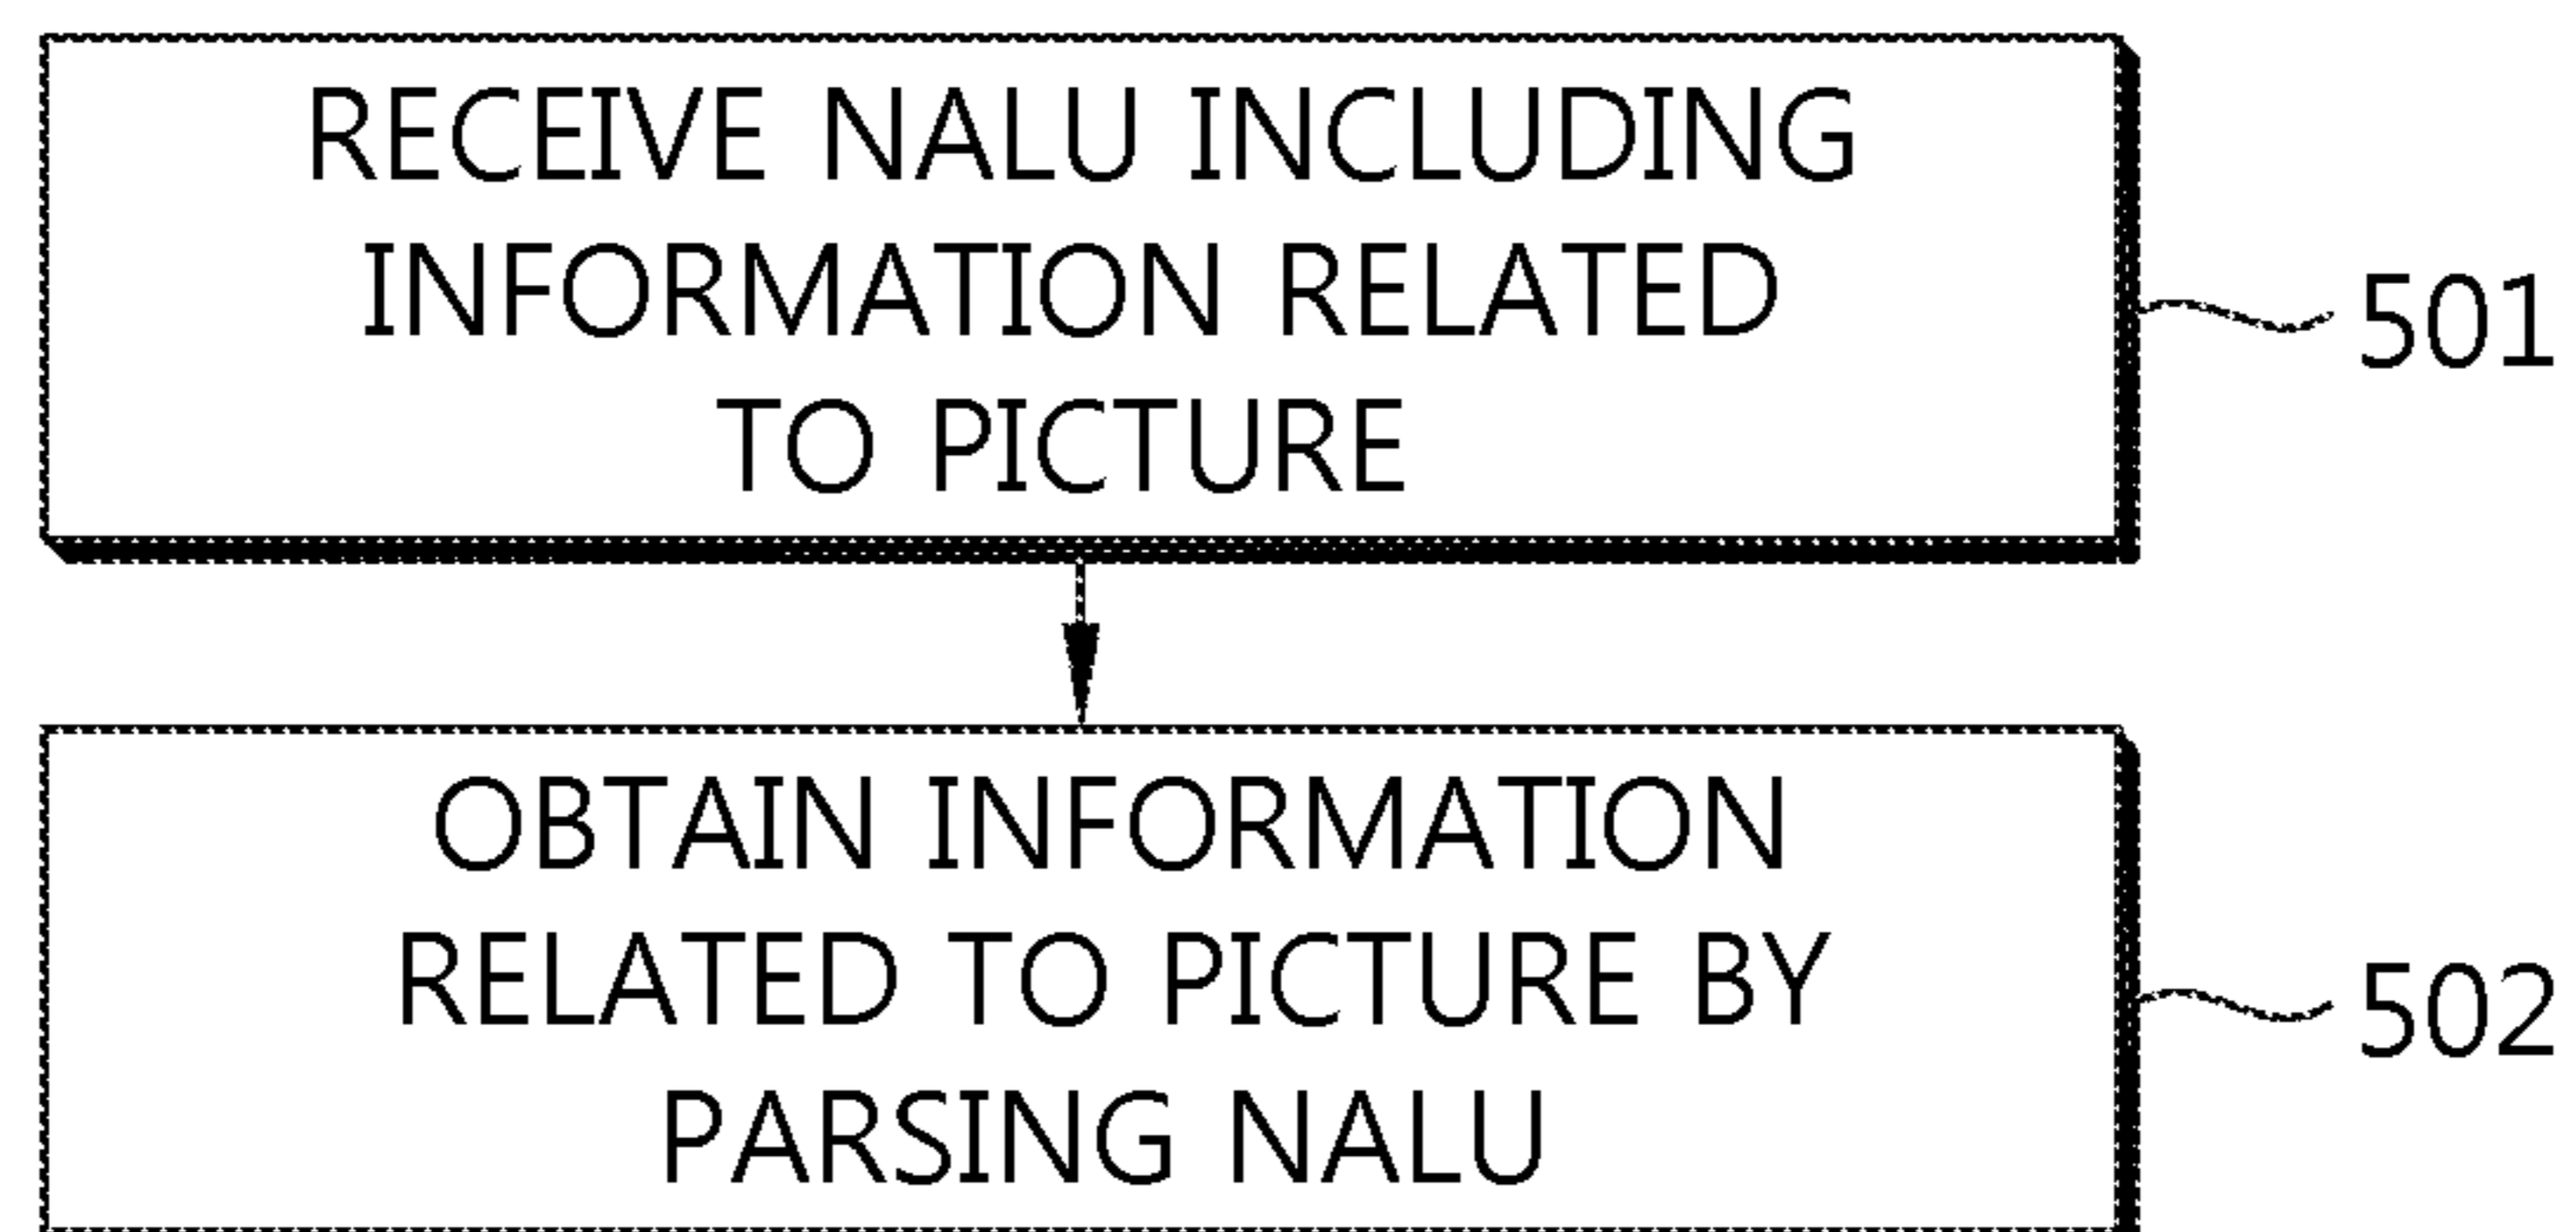 RECEIVE NALU INCLUDING
INFORMATION RELATED
TO PICTURE
501
OBTAIN INFORMATION
RELATED TO PICTURE BY
PARSING NALU
502